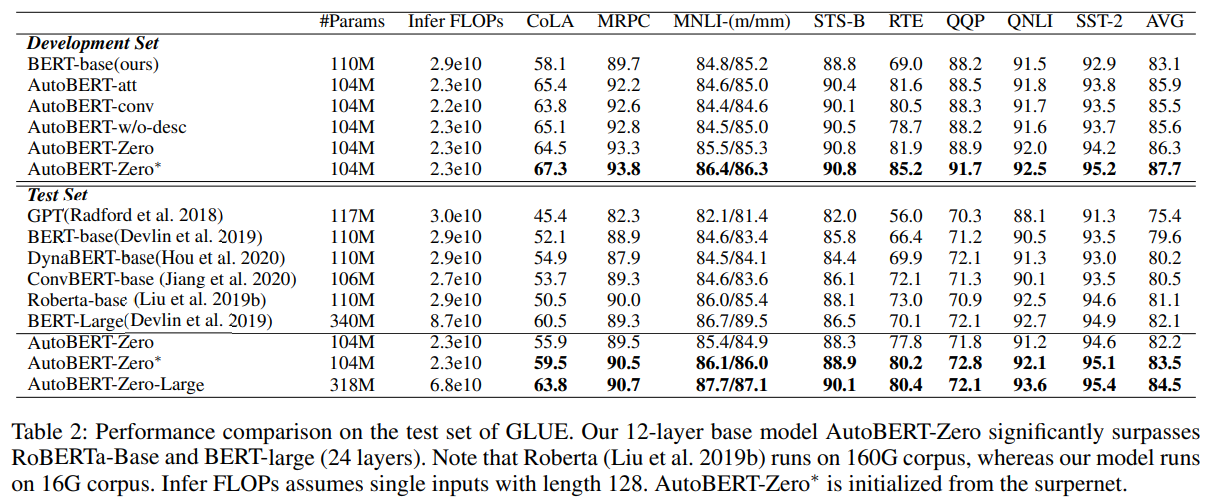 #Params Infer FLOPs CoLA MRPC MNLI-(m/mm) STS-B RTE QQP QNLI SST-2 AVG
Development Set
BERT-base(ours) 110M 2.9e10 58.1 89.7 84.8/85.2 88.8 69.0 88.2 91.5 92.9 83.1
AutoBERT-att 104M 2.3e10 65.4 92.2 84.6/85.0 90.4 81.6 88.5 91.8 93.8 85.9
AutoBERT-conv 104M 2.2e10 63.8 92.6 84.4/84.6 90.1 80.5 88.3 91.7 93.5 85.5
AutoBERT-w/o-desc 104M 2.3e10 65.1 92.8 84.5/85.0 90.5 78.7 88.2 91.6 93.7 85.6
AutoBERT-Zero 104M 2.3e10 64.5 93.3 85.5/85.3 90.8 81.9 88.9 92.0 94.2 86.3
AutoBERT-Zero* 104M 2.3e10 67.3 93.8 86.4/86.3 90.8 85.2 91.7 92.5 95.2 87.7
Test Set
GPT(Radford et al. 2018) 117M 3.0e10 45.4 82.3 82.1/81.4 82.0 56.0 70.3 88.1 91.3 75.4
BERT-base(Devlin et al. 2019) 110M 2.9e10 52.1 88.9 84.6/83.4 85.8 66.4 71.2 90.5 93.5 79.6
DynaBERT-base(Hou et al. 2020) 110M 2.9e10 54.9 87.9 84.5/84.1 84.4 69.9 72.1 91.3 93.0 80.2
ConvBERT-base (Jiang et al. 2020) 106M 2.7e10 53.7 89.3 84.6/83.6 86.1 72.1 71.3 90.1 93.5 80.5
Roberta-base (Liu et al. 2019b) 110M 2.9e10 50.5 90.0 86.0/85.4 88.1 73.0 70.9 92.5 94.6 81.1
BERT-Large(Devlin et al. 2019) 340M 8.7e10 60.5 89.3 86.7/89.5 86.5 70.1 72.1 92.7 94.9 82.1
AutoBERT-Zero 104M 2.3e10 55.9 89.5 85.4/84.9 88.3 77.8 71.8 91.2 94.6 82.2
AutoBERT-Zero* 104M 2.3e10 59.5 90.5 86.1/86.0 88.9 80.2 72.8 92.1 95.1 83.5
AutoBERT-Zero-Large 318M 6.8e10 63.8 90.7 87.7/87.1 90.1 80.4 72.1 93.6 95.4 84.5
Table 2: Performance comparison on the test set of GLUE. Our 12-layer base model AutoBERT-Zero significantly surpasses
RoBERTa-Base and BERT-large (24 layers). Note that Roberta (Liu et al. 2019b) runs on 160G corpus, whereas our model runs
on 16G corpus. Infer FLOPs assumes single inputs with length 128. AutoBERT-Zero* is initialized from the surpernet.